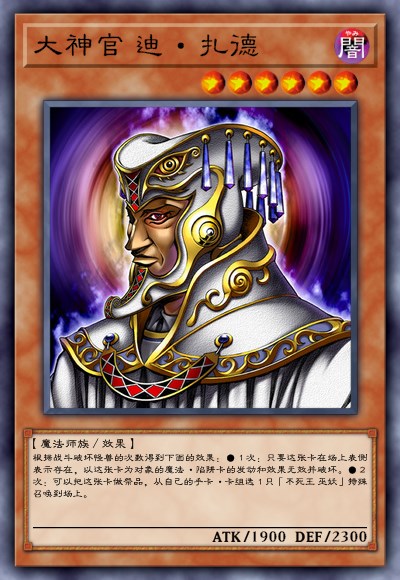 大神官 迪·扎德
やみ
闇
【魔法师族/效果】
根据战斗破坏怪兽的次数得到下面的效果：●1次：只要这张卡在场上表侧
表示存在，以这张卡为对象的魔法·陷阱卡的发动和效果无效并破坏。●2
次：可以把这张卡做祭品，从自己的手卡·卡组选1只「不死王 巫妖」特殊
召唤到场上。
ATK/1900 DEF/2300